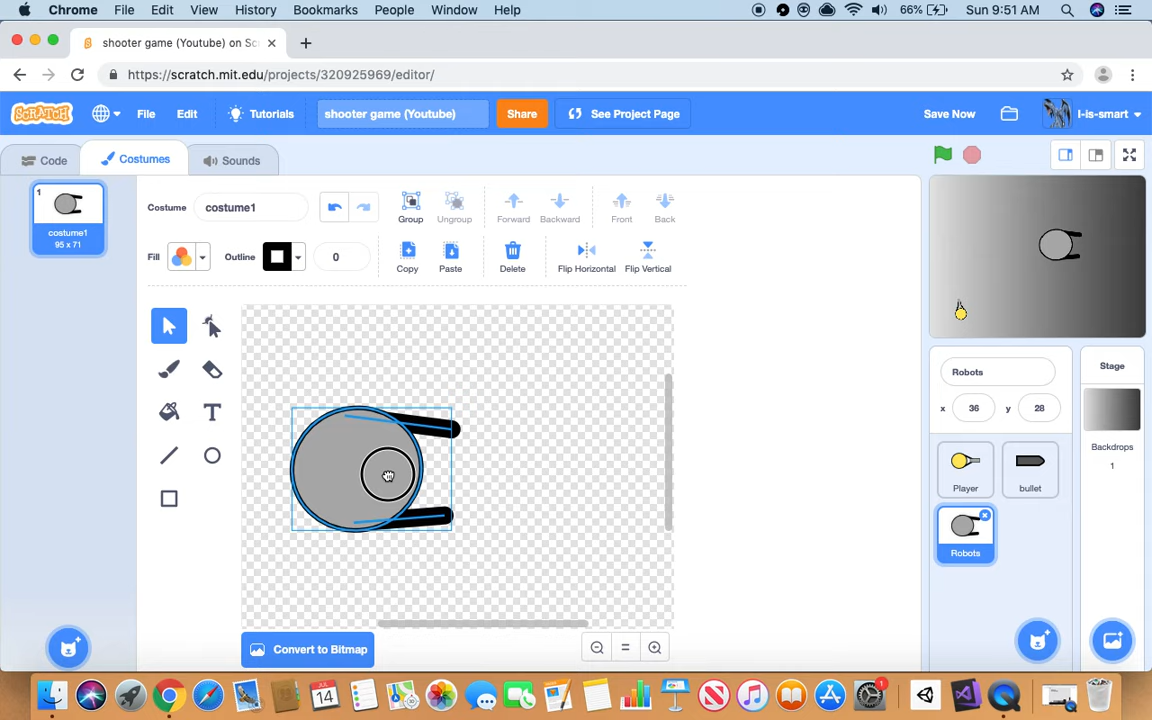 Chrome File Edit View History Bookmarks People Window Help 66% Sun 9:51 AM
shooter game (Youtube) on Sc
https://scratch.mit.edu/projects/320925969/editor/
SCRATCH File Edit Tutorials shooter game (Youtube) Share See Project Page Save Now I-is-smart
Code Costumes Sounds
1
costume1
95 x 71
Costume costume1
Group Ungroup Forward Backward Front Back
Fill Outline 0
Copy Paste Delete Flip Horizontal Flip Vertical
T
Convert to Bitmap
Robots
x 36 y 28
Player bullet
Robots
Stage
Backdrops
1
JUL
14
1